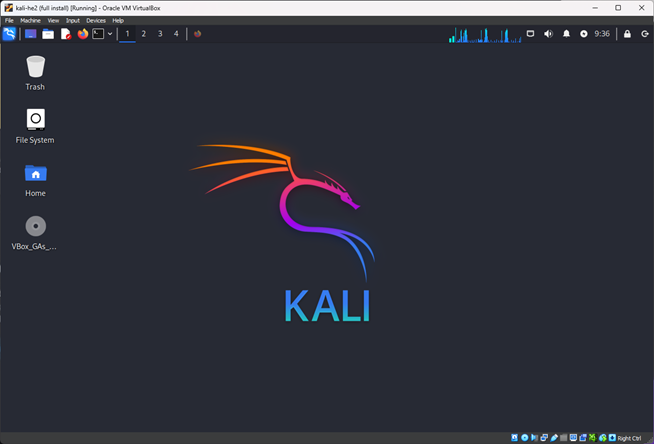 kali-he2 (full install) [Running] - Oracle VM VirtualBox
File Machine View Input Devices Help
1 2 3 4 9:36
Trash
File System
Home
VBox_GAs_...
KALI
Right Ctrl